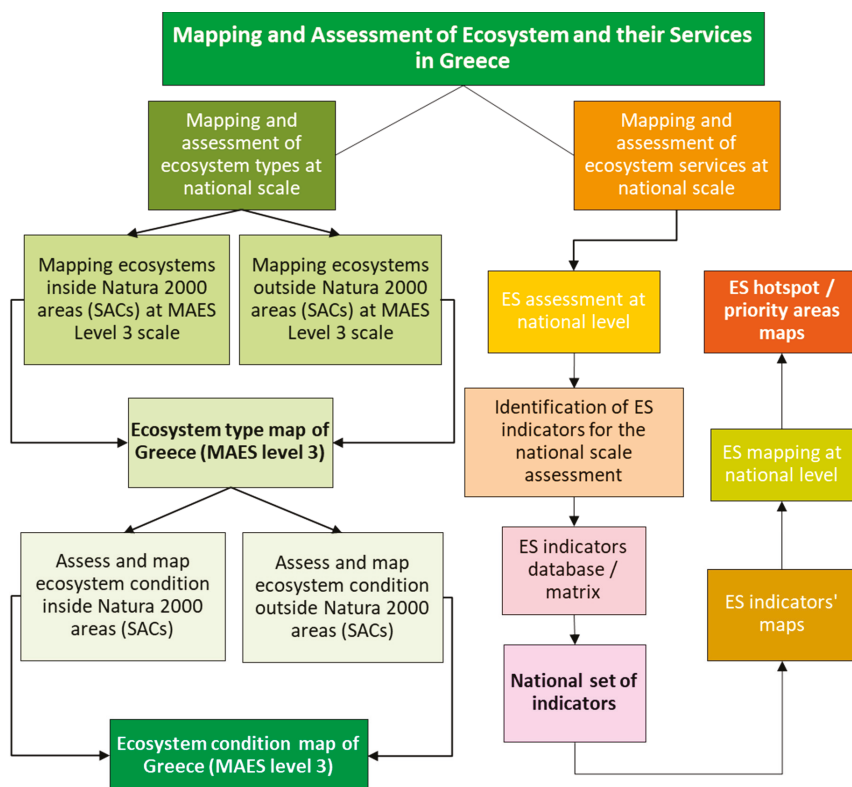 Mapping and Assessment of Ecosystem and their Services
in Greece
Mapping and
assessment of
ecosystem types at
national scale
Mapping and
assessment of
ecosystem services at
national scale
Mapping ecosystems
inside Natura 2000
areas (SACs) at MAES
Level 3 scale
Mapping ecosystems
outside Natura 2000
areas (SACs) at MAES
Level 3 scale
Ecosystem type map of
Greece (MAES level 3)
Assess and map
ecosystem condition
inside Natura 2000
areas (SACs)
Assess and map
ecosystem condition
outside Natura 2000
areas (SACs)
Ecosystem condition map of
Greece (MAES level 3)
ES assessment at
national level
Identification of ES
indicators for the
national scale
assessment
ES indicators
database /
matrix
National set of
indicators
ES indicators'
maps
ES mapping at
national level
ES hotspot /
priority areas
maps